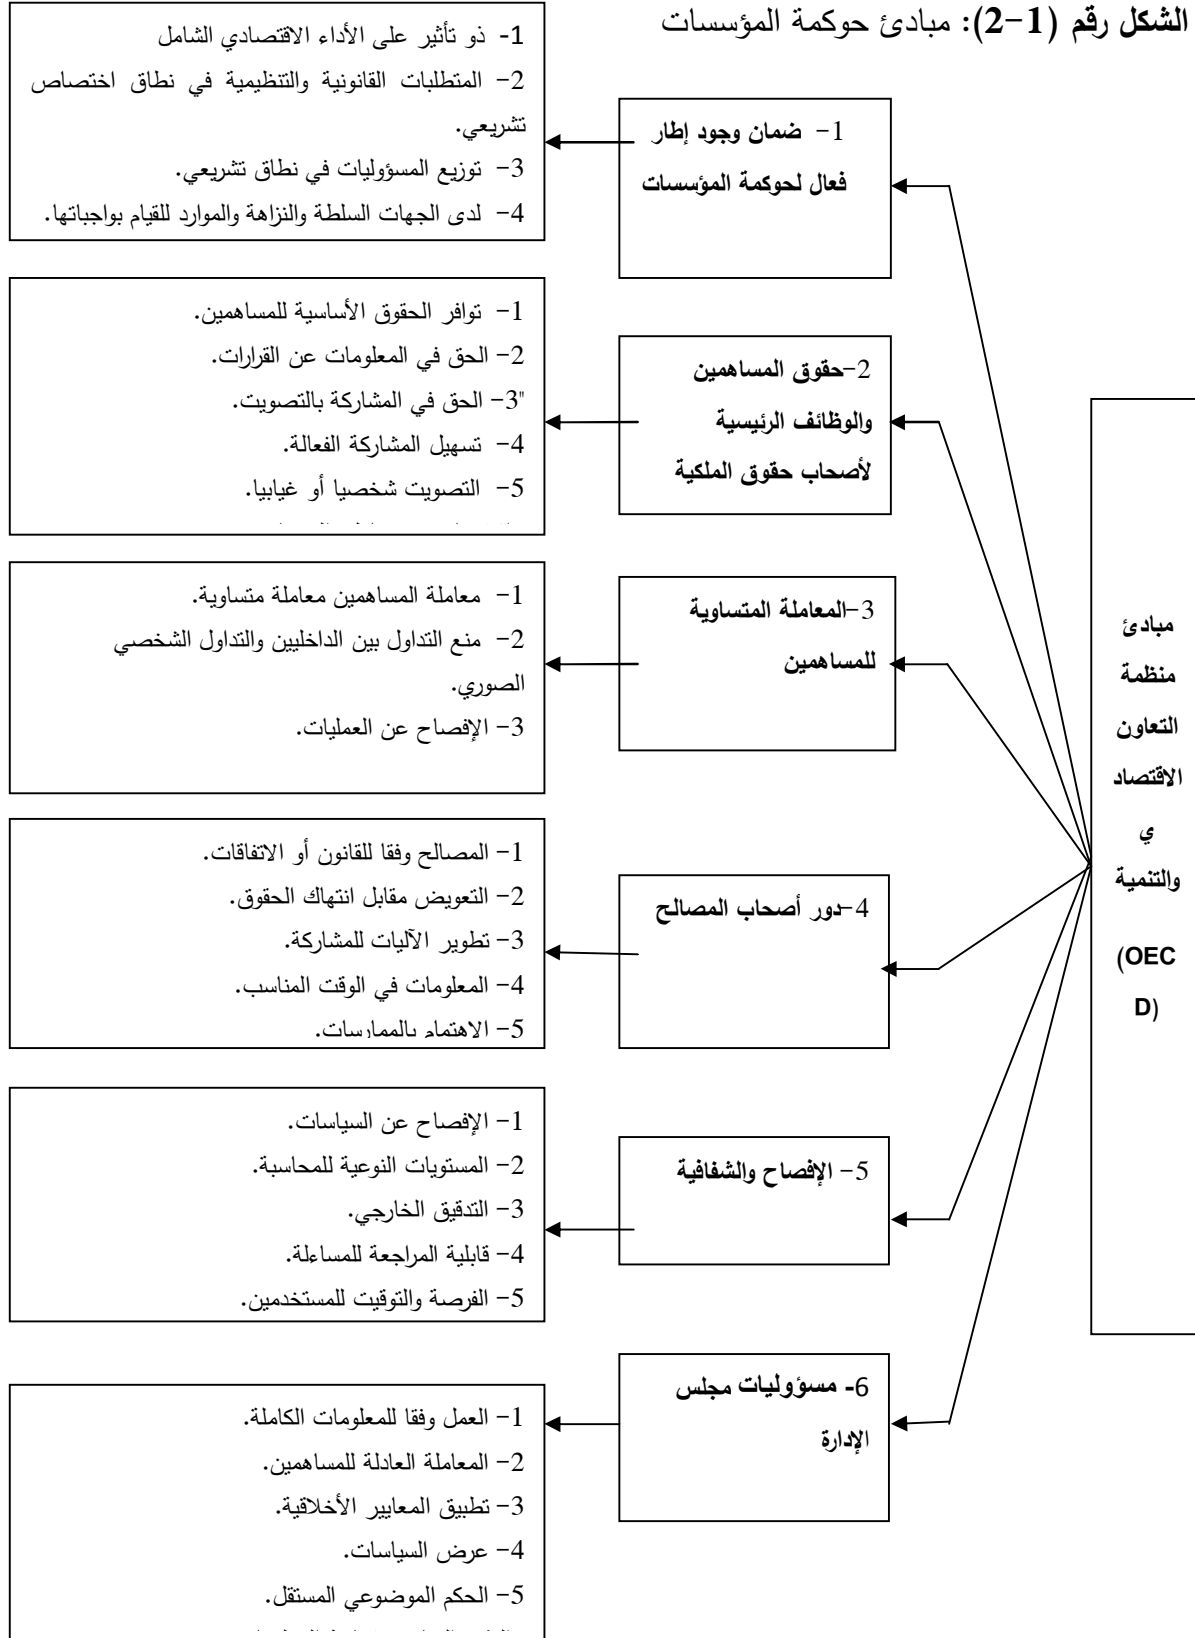 الشكل رقم (1-2): مبادئ حوكمة المؤسسات
مبادئ
منظمة
التعاون
الاقتصاد
ي
والتنمية
(OEC
D)
1- ضمان وجود إطار
فعال لحوكمة المؤسسات
1- ذو تأثير على الأداء الاقتصادي الشامل
2- المتطلبات القانونية والتنظيمية في نطاق اختصاص
تشريعي.
3- توزيع المسؤوليات في نطاق تشريعي.
4- لدى الجهات السلطة والنزاهة والموارد للقيام بواجباتها.
2-حقوق المساهمين
والوظائف الرئيسية
لأصحاب حقوق الملكية
1- توافر الحقوق الأساسية للمساهمين.
2- الحق في المعلومات عن القرارات.
"3- الحق في المشاركة بالتصويت.
4- تسهيل المشاركة الفعالة.
5- التصويت شخصيا أو غيابيا.
3-المعاملة المتساوية
للمساهمين
1- معاملة المساهمين معاملة متساوية.
2- منع التداول بين الداخليين والتداول الشخصي
الصوري.
3- الإفصاح عن العمليات.
4-دور أصحاب المصالح
1- المصالح وفقا للقانون أو الاتفاقات.
2- التعويض مقابل انتهاك الحقوق.
3- تطوير الآليات للمشاركة.
4- المعلومات في الوقت المناسب.
5- الاهتمام بالممارسات.
5- الإفصاح والشفافية
1- الإفصاح عن السياسات.
2- المستويات النوعية للمحاسبة.
3- التدقيق الخارجي.
4- قابلية المراجعة للمساءلة.
5- الفرصة والتوقيت للمستخدمين.
6- مسؤوليات مجلس
الإدارة
1- العمل وفقا للمعلومات الكاملة.
2- المعاملة العادلة للمساهمين.
3- تطبيق المعايير الأخلاقية.
4- عرض السياسات.
5- الحكم الموضوعي المستقل.